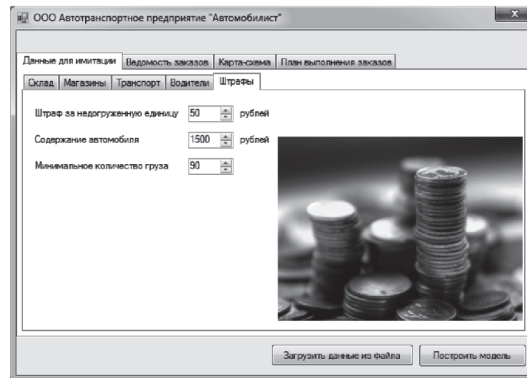 ООО Автотранспортное предприятие "Автомобилист"
Данные для имитации Ведомость заказов Карта-схема План выполнения заказов
Склад Магазины Транспорт Водители Штрафы
Штраф за недогруженную единицу 50 рублей
Содержание автомобиля 1500 рублей
Минимальное количество груза 90
Загрузить данные из файла Построить модель